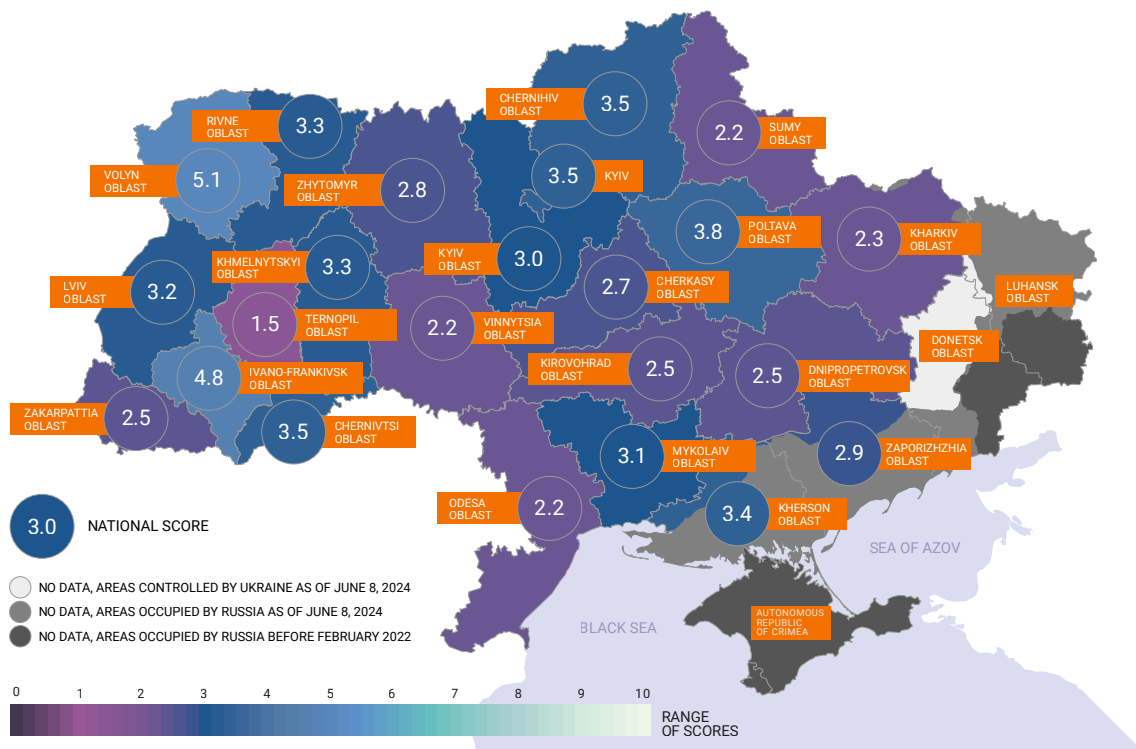 CHERNIHIV
OBLAST
3.5
RIVNE
OBLAST
3.3
2.2
SUMY
OBLAST
VOLYN
OBLAST
5.1
ZHYTOMYR
OBLAST
2.8
3.5
KYIV
3.8
POLTAVA
OBLAST
2.3
KHARKIV
OBLAST
KHMELNYTSKYI
OBLAST
3.3
KYIV
OBLAST
3.0
2.7
CHERKASY
OBLAST
LVIV
OBLAST
3.2
LUHANSK
OBLAST
1.5
TERNOPIL
OBLAST
2.2
VINNYTSIA
OBLAST
DONETSK
OBLAST
4.8
IVANO-FRANKIVSK
OBLAST
KIROVOHRAD
OBLAST
2.5
2.5
DNIPROPETROVSK
OBLAST
ZAKARPATTIA
OBLAST
2.5
3.5
CHERNIVTSI
OBLAST
3.1
MYKOLAIV
OBLAST
2.9
ZAPORIZHZHIA
OBLAST
ODESA
OBLAST
2.2
3.4
KHERSON
OBLAST
3.0
NATIONAL SCORE
SEA OF AZOV
NO DATA, AREAS CONTROLLED BY UKRAINE AS OF JUNE 8, 2024
NO DATA, AREAS OCCUPIED BY RUSSIA AS OF JUNE 8, 2024
NO DATA, AREAS OCCUPIED BY RUSSIA BEFORE FEBRUARY 2022
BLACK SEA
AUTONOMOUS
REPUBLIC
OF CRIMEA
0 1 2 3 4 5 6 7 8 9 10
RANGE
OF SCORES